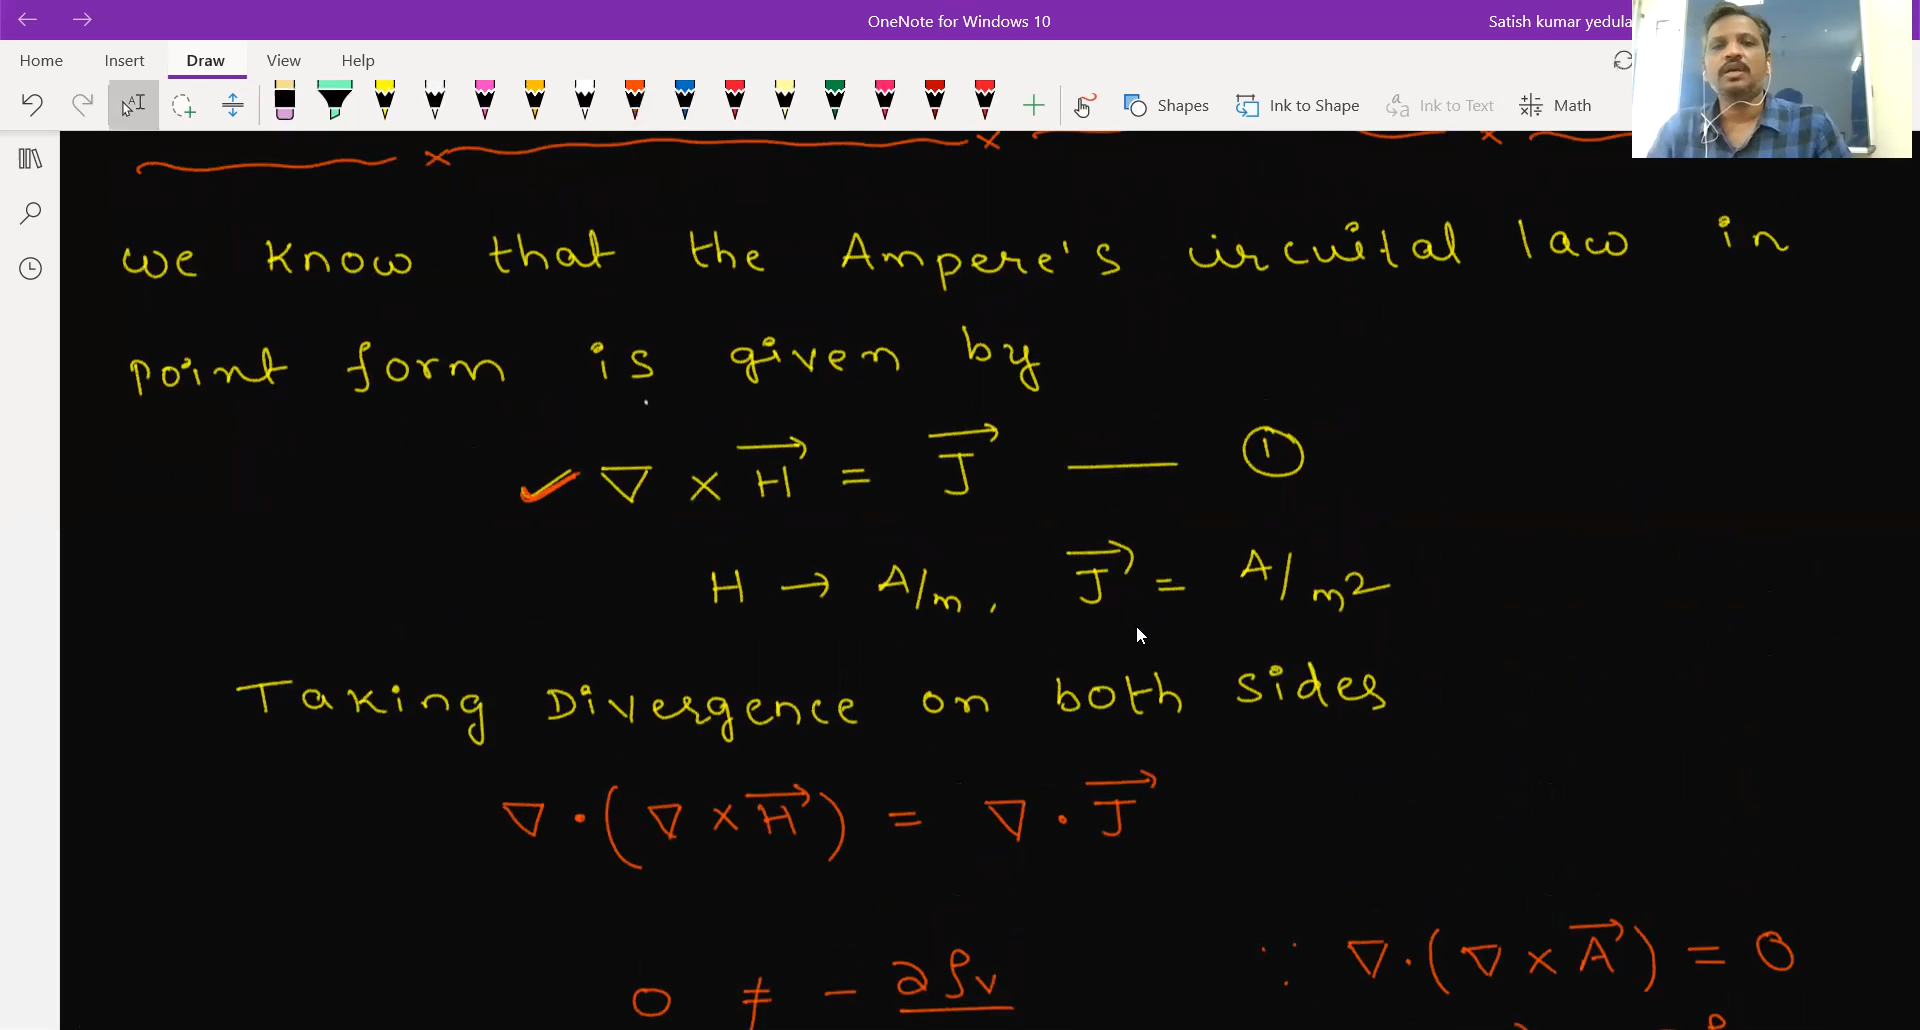 OneNote for Windows 10
Satish kumar yedula
Home Insert Draw View Help
Shapes Ink to Shape Ink to Text Math
we know that the Ampere's circuital law in
point form is given by
∇ × H⃗ = J⃗ —— ①
H → A/m, J⃗ = A/m2
Taking Divergence on both sides
∇ · (∇ × H⃗) = ∇ · J⃗
0 ≠ - ∂ρv
∵ ∇ · (∇ × A⃗) = 0